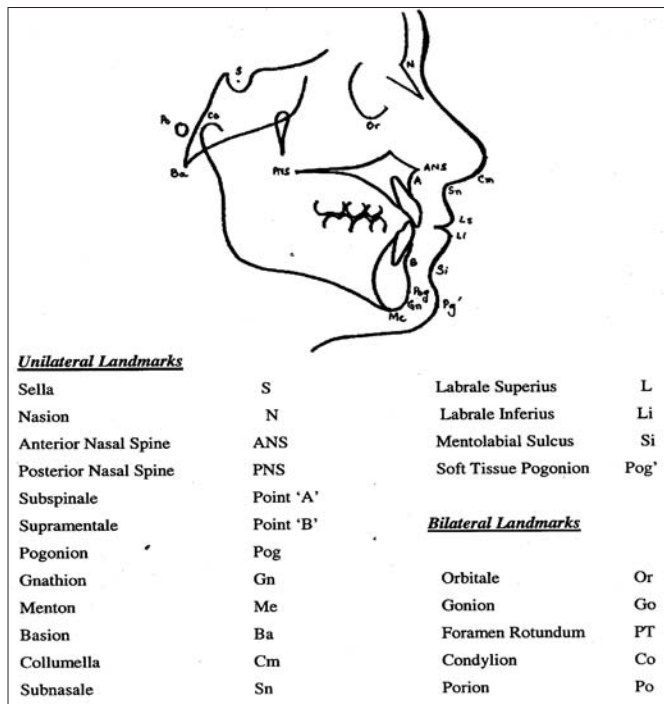 N
S
Po
Co
Or
Ba
PNS
ANS
A
Cm
Sn
Ls
Li
B
Si
Pog
Gn
Pg'
Me
Unilateral Landmarks
Sella S
Nasion N
Anterior Nasal Spine ANS
Posterior Nasal Spine PNS
Subspinale Point ‘A’
Supramentale Point ‘B’
Pogonion Pog
Gnathion Gn
Menton Me
Basion Ba
Collumella Cm
Subnasale Sn
Labrale Superius L
Labrale Inferius Li
Mentolabial Sulcus Si
Soft Tissue Pogonion Pog’
Bilateral Landmarks
Orbitale Or
Gonion Go
Foramen Rotundum PT
Condylion Co
Porion Po